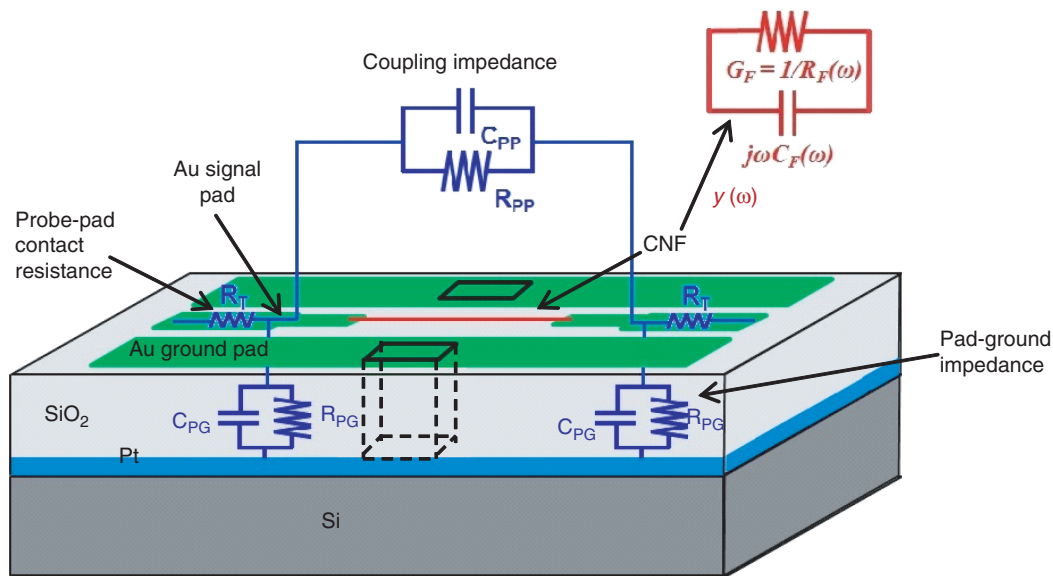 Coupling impedance
G_F = 1/R_F(ω)
C_PP
jωC_F(ω)
Au signal
pad
R_PP
y (ω)
Probe-pad
contact
resistance
CNF
R_T
R_T
Au ground pad
Pad-ground
impedance
SiO₂
C_PG
R_PG
C_PG
R_PG
Pt
Si